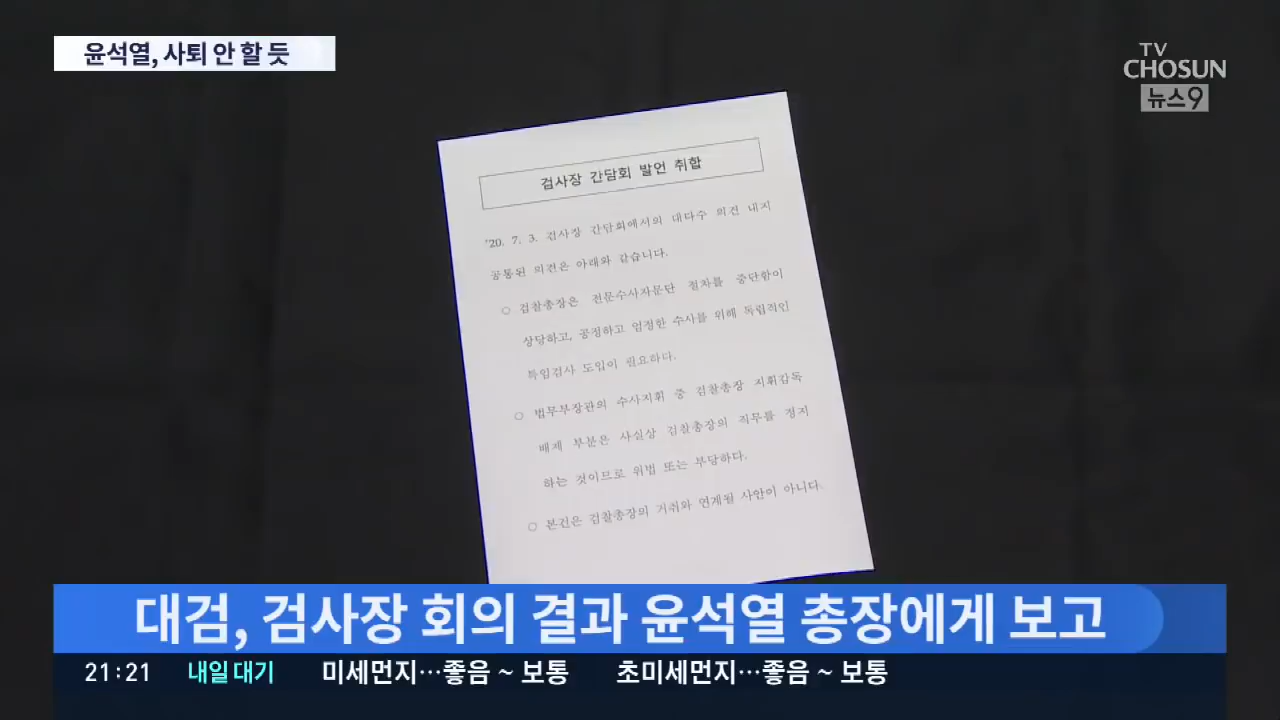 윤석열, 사퇴 안 할 듯
TV
CHOSUN
뉴스9
검사장 간담회 발언 취합
'20. 7. 3. 검사장 간담회에서의 대다수 의견 내지
공통된 의견은 아래와 같습니다.
○ 검찰총장은 전문수사자문단 절차를 중단함이
상당하고, 공정하고 엄정한 수사를 위해 독립적인
특임검사 도입이 필요하다.
○ 법무부장관의 수사지휘 중 검찰총장 지휘감독
배제 부분은 사실상 검찰총장의 직무를 정지
하는 것이므로 위법 또는 부당하다.
○ 본건은 검찰총장의 거취와 연계될 사안이 아니다.
대검, 검사장 회의 결과 윤석열 총장에게 보고
21:21 내일 대기 미세먼지…좋음 ~ 보통 초미세먼지…좋음 ~ 보통